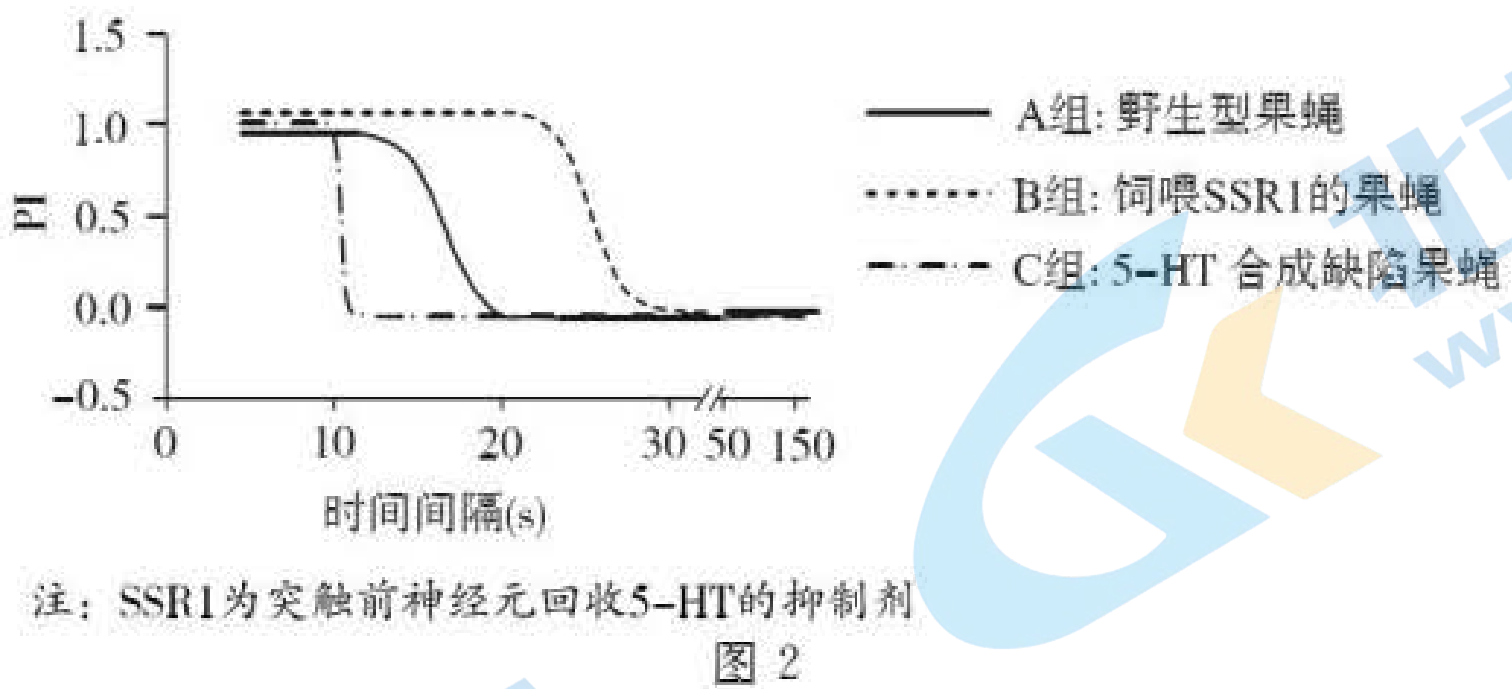 1.5
1.0
0.5
0.0
-0.5
PI
0 10 20 30 50 150
时间间隔(s)
A组: 野生型果蝇
B组: 饲喂SSR1的果蝇
C组: 5-HT 合成缺陷果蝇
注：SSR1为突触前神经元回收5-HT的抑制剂
图 2